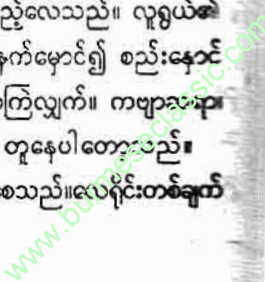 ည့်လေသည်။ လူရွယ်၏
နက်မှောင်၍ စည်းနှောင်
ကြဲလျှက်။ ကဗျာဆရာ
တူနေပါတော့သည်။
စေသည်။လေရိုင်းတစ်ချက်
www.burmeseclassic.com